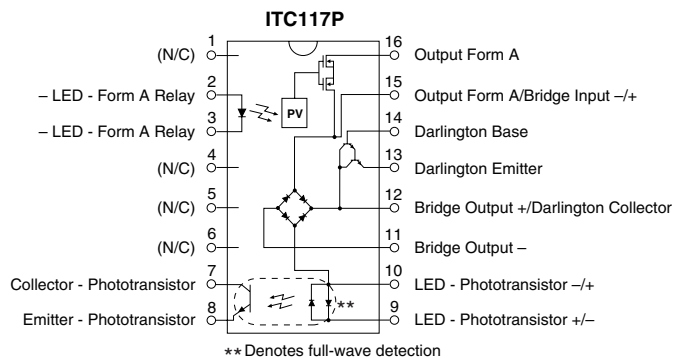 ITC117P
1
(N/C)
2
– LED - Form A Relay
3
– LED - Form A Relay
4
(N/C)
5
(N/C)
6
(N/C)
7
Collector - Phototransistor
8
Emitter - Phototransistor
PV
**
16
Output Form A
15
Output Form A/Bridge Input –/+
14
Darlington Base
13
Darlington Emitter
12
Bridge Output +/Darlington Collector
11
Bridge Output –
10
LED - Phototransistor –/+
9
LED - Phototransistor +/–
** Denotes full-wave detection